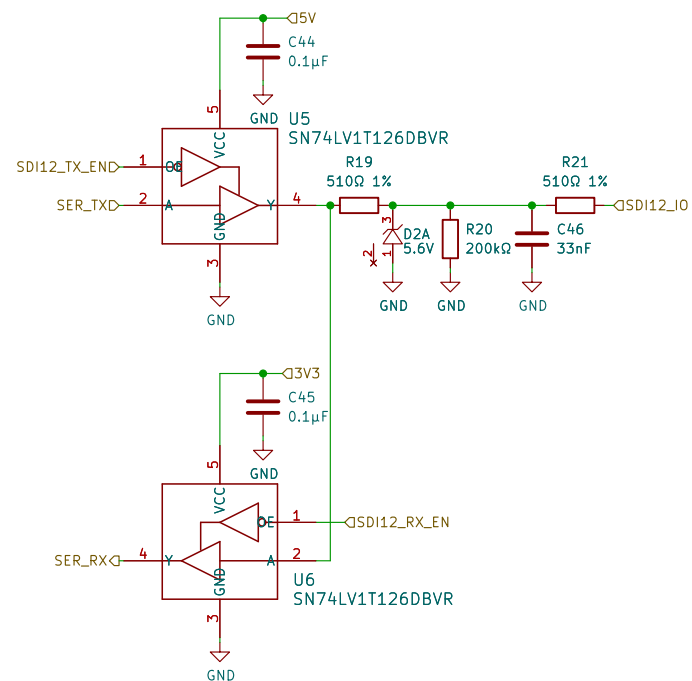 5V
C44
0.1µF
GND
5
VCC
U5
SN74LV1T126DBVR
SDI12_TX_EN
1
OE
SER_TX
2
A
Y
4
GND
3
GND
R19
510Ω 1%
R21
510Ω 1%
SDI12_IO
3
D2A
5.6V
2
1
GND
R20
200kΩ
GND
C46
33nF
GND
3V3
C45
0.1µF
GND
5
VCC
OE
1
SDI12_RX_EN
SER_RX
4
Y
A
2
GND
3
U6
SN74LV1T126DBVR
GND